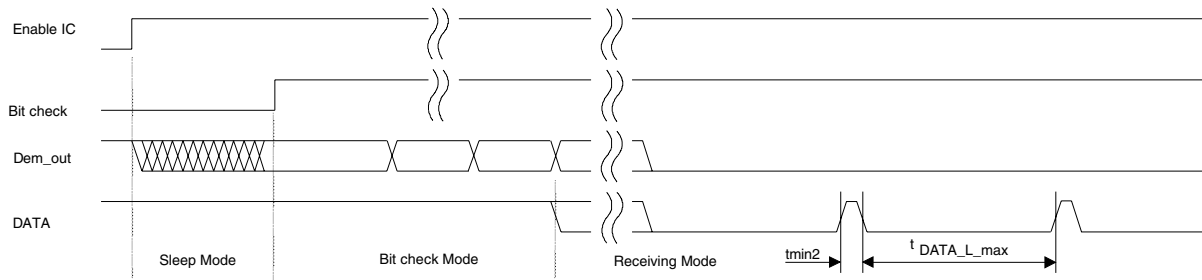 Enable IC
Bit check
Dem_out
DATA
Sleep Mode
Bit check Mode
Receiving Mode
tmin2
t DATA_L_max